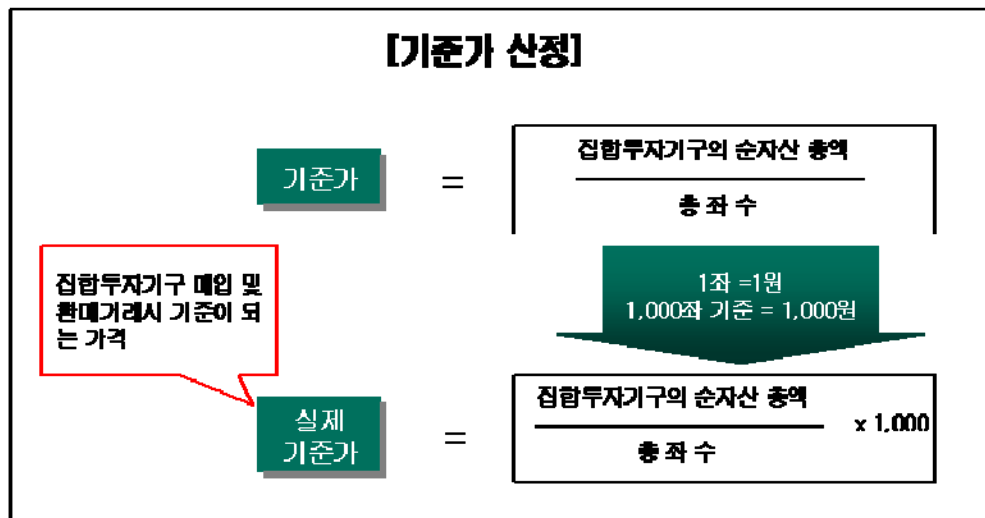 [기준가 산정]
기준가
=
집합투자기구의 순자산 총액
총 좌 수
집합투자기구 매입 및
환매거래시 기준이 되
는 가격
1좌 =1원
1,000좌 기준 = 1,000원
실제
기준가
=
집합투자기구의 순자산 총액
총 좌 수
x 1,000